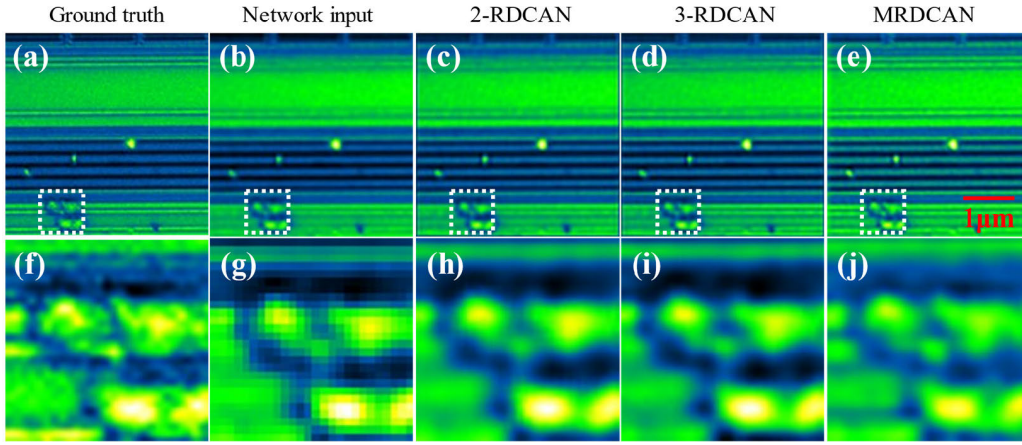 Ground truth Network input 2-RDCAN 3-RDCAN MRDCAN
(a) (b) (c) (d) (e)
1μm
(f) (g) (h) (i) (j)